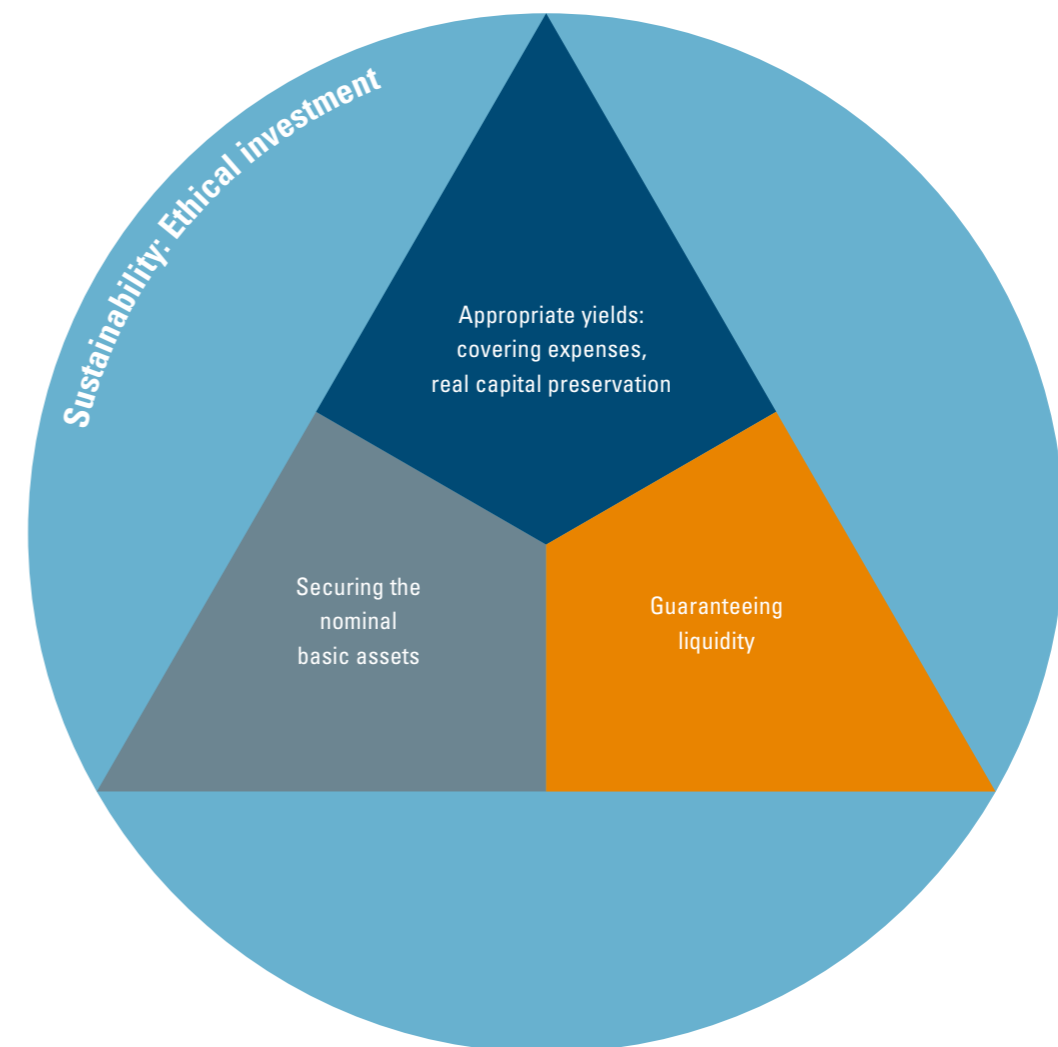 Sustainability: Ethical investment
Appropriate yields:
covering expenses,
real capital preservation
Securing the
nominal
basic assets
Guaranteeing
liquidity